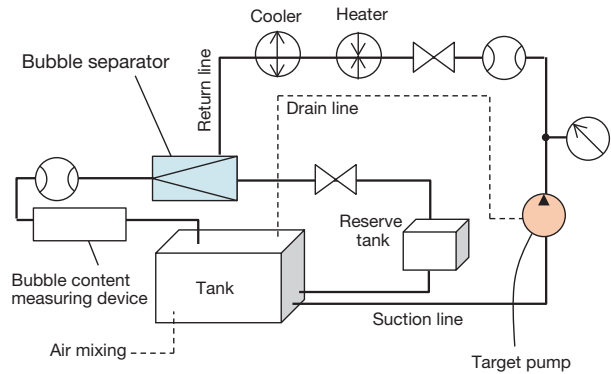 Cooler
Heater
Bubble separator
Return line
Drain line
Reserve
tank
Bubble content
measuring device
Tank
Suction line
Air mixing
Target pump